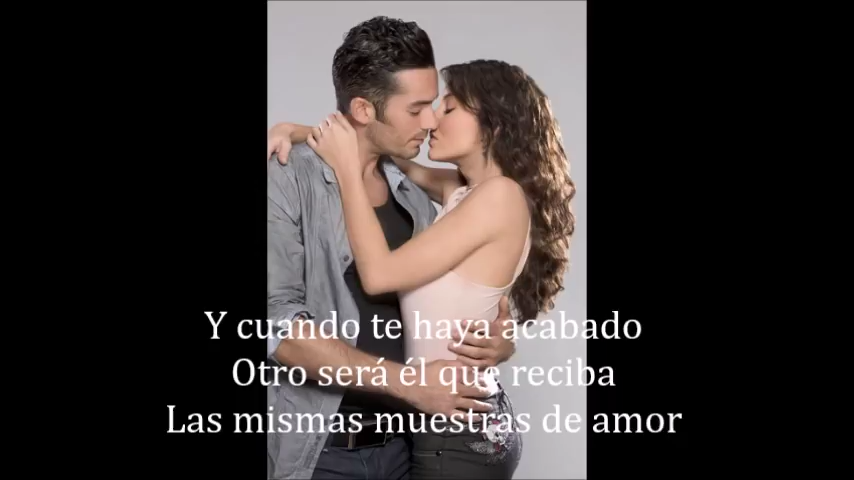 Y cuando te haya acabado
Otro será él que reciba
Las mismas muestras de amor